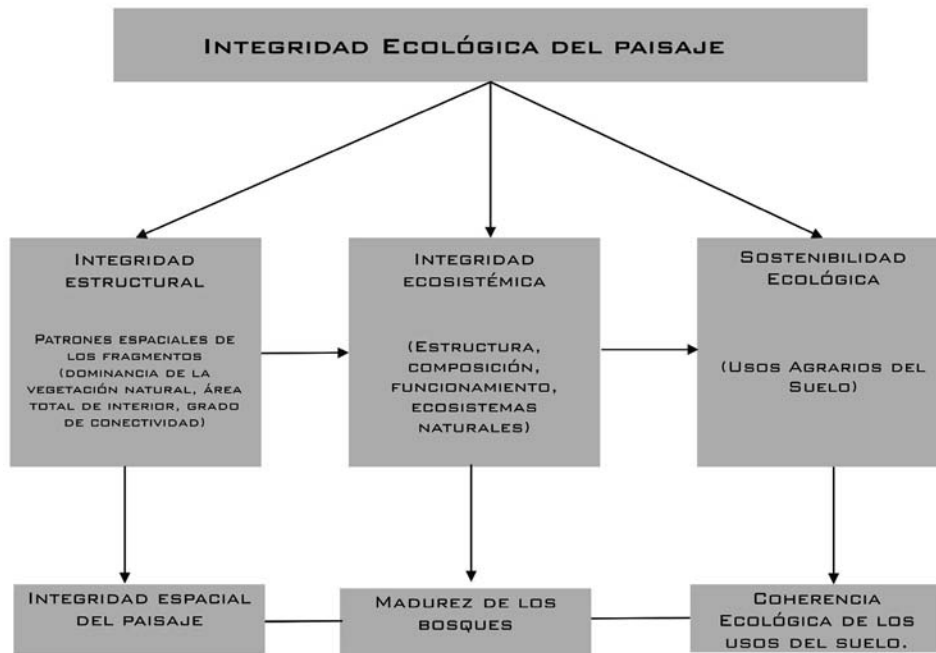 Integridad Ecológica del paisaje
Integridad
estructural
Patrones espaciales de
los fragmentos
(dominancia de la
vegetación natural, área
total de interior, grado
de conectividad)
Integridad
ecosistémica
(Estructura,
composición,
funcionamiento,
ecosistemas
naturales)
Sostenibilidad
Ecológica
(Usos Agrarios del
Suelo)
Integridad espacial
del paisaje
Madurez de los
bosques
Coherencia
Ecológica de los
usos del suelo.